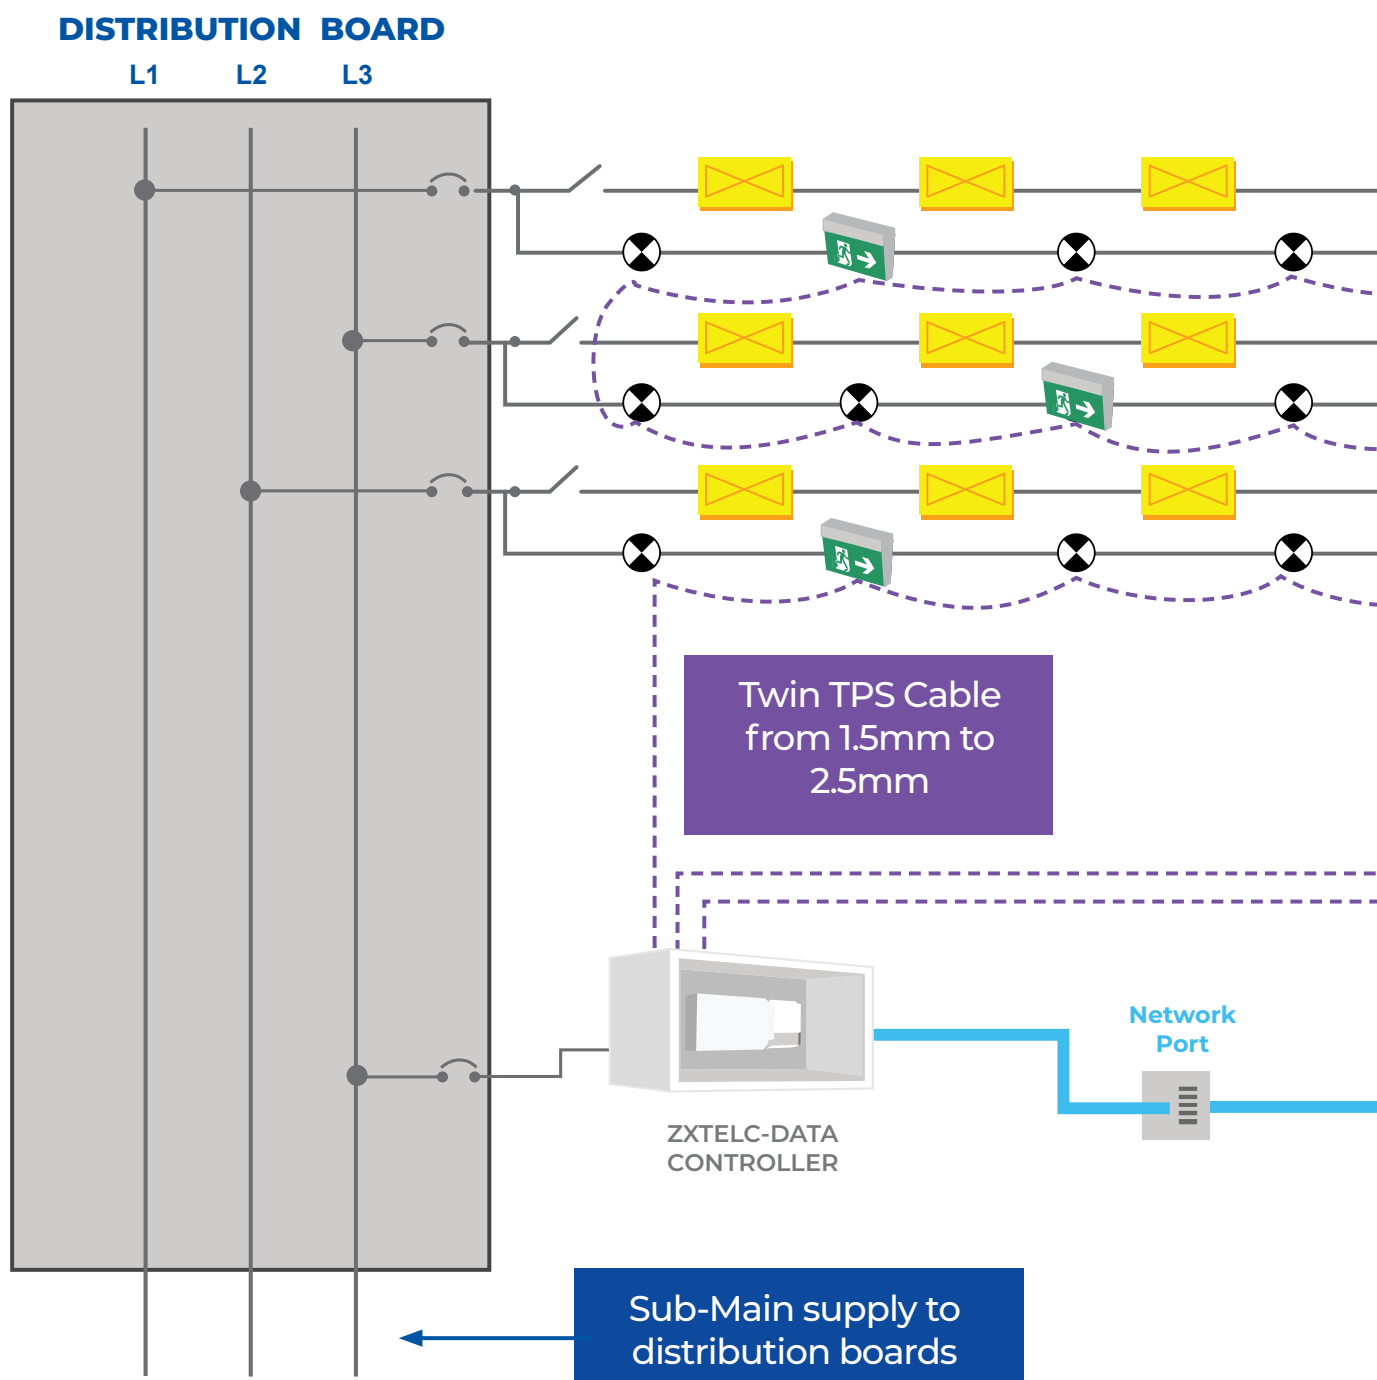 DISTRIBUTION BOARD
L1 L2 L3
Twin TPS Cable
from 1.5mm to
2.5mm
Network
Port
ZXTELC-DATA
CONTROLLER
Sub-Main supply to
distribution boards